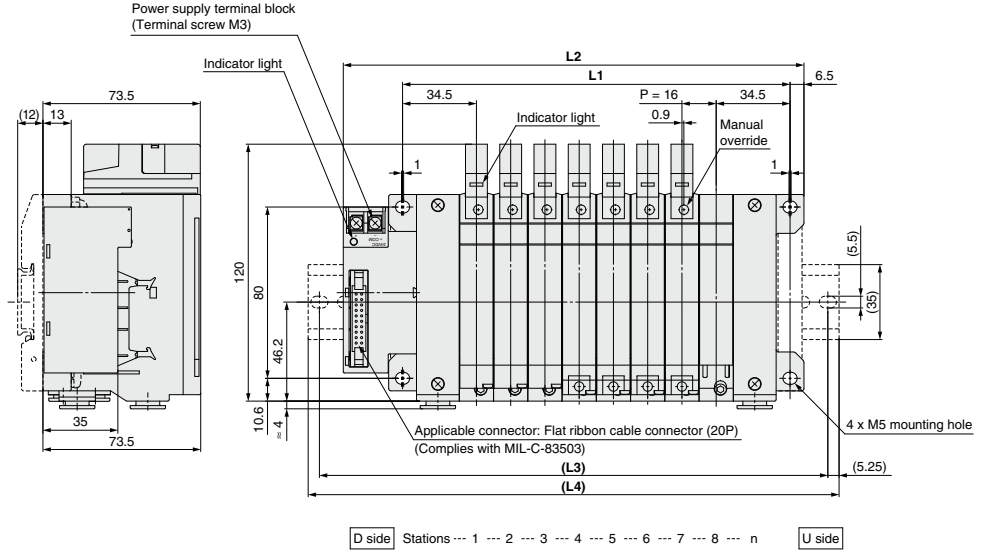 Power supply terminal block
(Terminal screw M3)
Indicator light
L2
L1
6.5
73.5
34.5
P = 16
34.5
(12)
13
0.9
Indicator light
Manual
override
1
1
24VDC
- + COM
120
80
46.2
10.6
≈ 4
(5.5)
(35)
35
73.5
Applicable connector: Flat ribbon cable connector (20P)
(Complies with MIL-C-83503)
4 x M5 mounting hole
(L3)
(5.25)
(L4)
D side Stations --- 1 --- 2 --- 3 --- 4 --- 5 --- 6 --- 7 --- 8 --- n U side